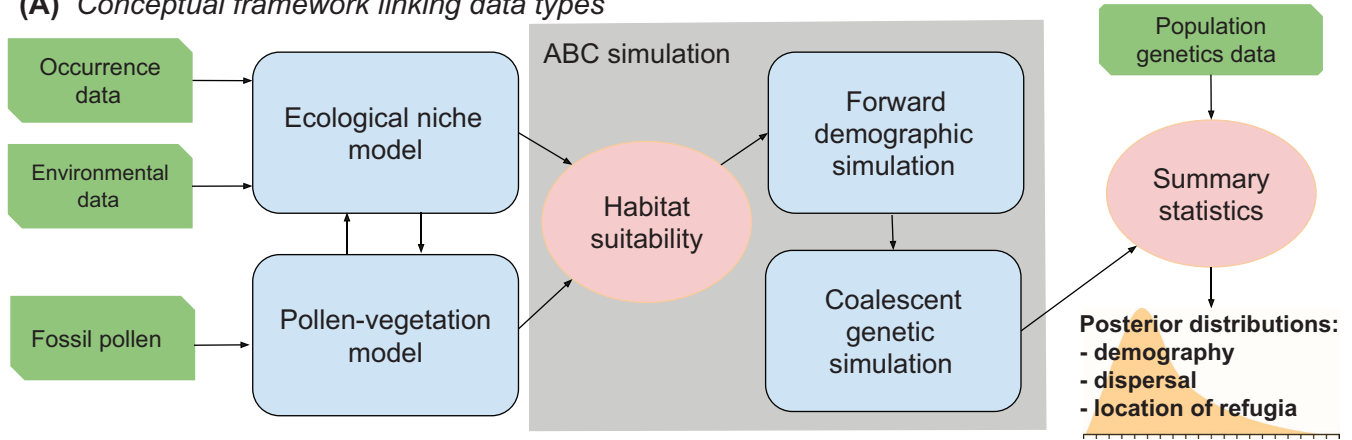 (A) Conceptual framework linking data types
Occurrence
data
Environmental
data
Fossil pollen
Ecological niche
model
Pollen-vegetation
model
ABC simulation
Habitat
suitability
Forward
demographic
simulation
Coalescent
genetic
simulation
Population
genetics data
Summary
statistics
Posterior distributions:
- demography
- dispersal
- location of refugia